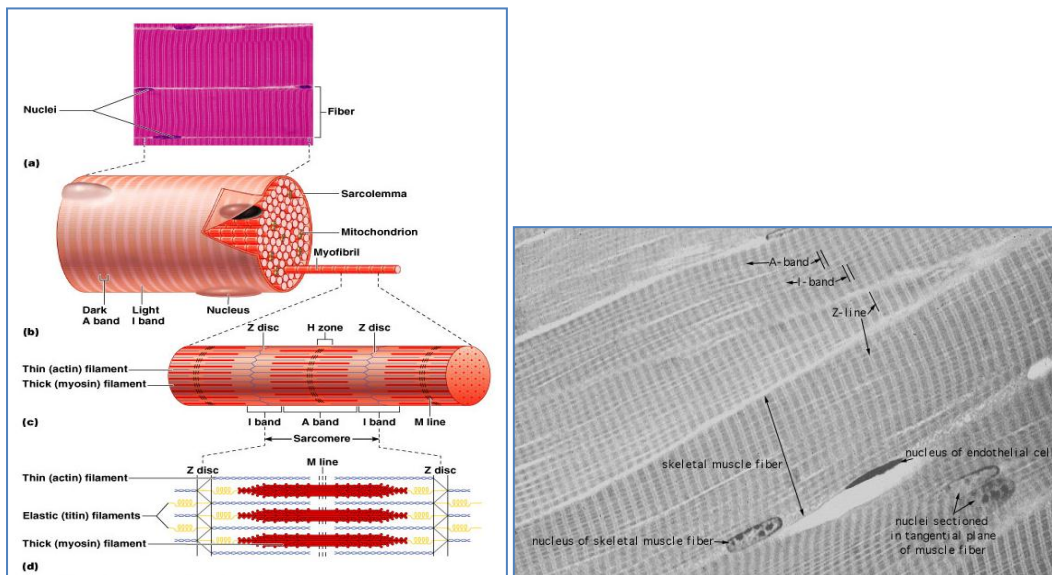 Nuclei
Fiber
(a)
Sarcolemma
Mitochondrion
Myofibril
Dark
A band
Light
I band
Nucleus
(b)
Z disc
H zone
Z disc
Thin (actin) filament
Thick (myosin) filament
I band
A band
I band
M line
(c)
Sarcomere
Z disc
M line
Z disc
Thin (actin) filament
Elastic (titin) filaments
Thick (myosin) filament
(d)
A-band
I-band
Z-line
skeletal muscle fiber
nucleus of endothelial cell
nucleus of skeletal muscle fiber
nuclei sectioned
in tangential plane
of muscle fiber